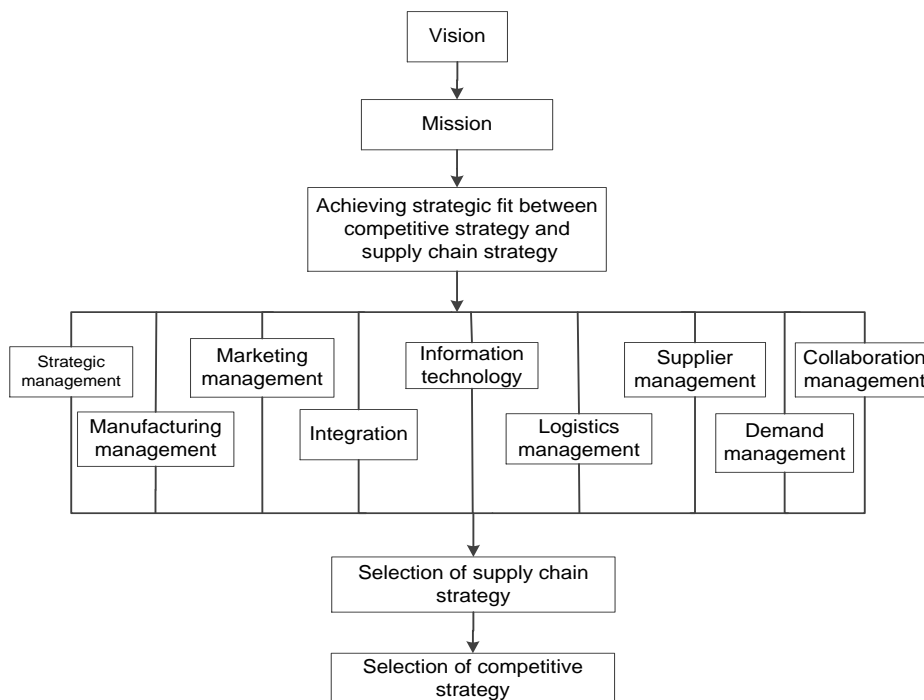 Vision
Mission
Achieving strategic fit between
competitive strategy and
supply chain strategy
Strategic
management
Manufacturing
management
Marketing
management
Integration
Information
technology
Logistics
management
Supplier
management
Demand
management
Collaboration
management
Selection of supply chain
strategy
Selection of competitive
strategy